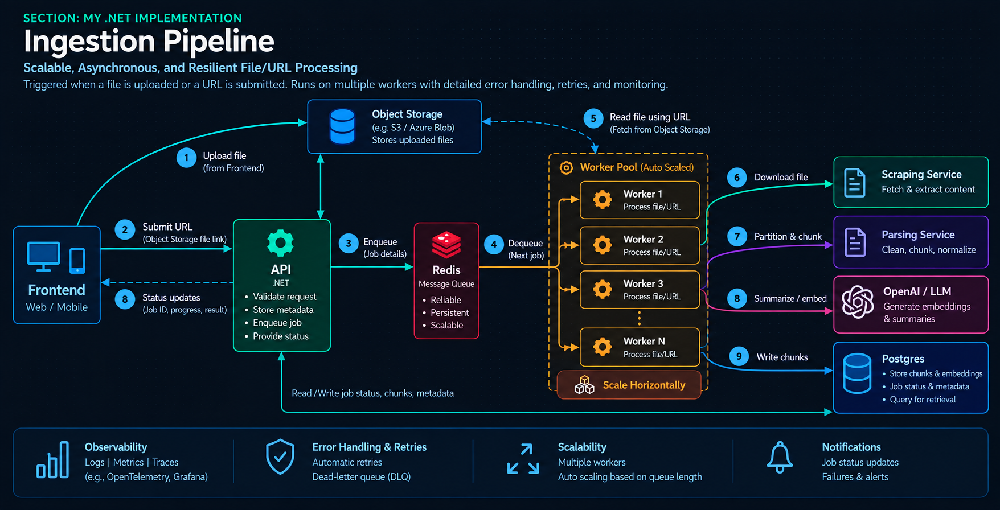 SECTION: MY .NET IMPLEMENTATION
Ingestion Pipeline
Scalable, Asynchronous, and Resilient File/URL Processing
Triggered when a file is uploaded or a URL is submitted. Runs on multiple workers with detailed error handling, retries, and monitoring.
Object Storage
(e.g. S3 / Azure Blob)
Stores uploaded files
1
Upload file
(from Frontend)
5
Read file using URL
(Fetch from Object Storage)
Frontend
Web / Mobile
2
Submit URL
(Object Storage file link)
8
Status updates
(Job ID, progress, result)
API
.NET
• Validate request
• Store metadata
• Enqueue job
• Provide status
3
Enqueue
(Job details)
Redis
Message Queue
• Reliable
• Persistent
• Scalable
4
Dequeue
(Next job)
Worker Pool (Auto Scaled)
Worker 1
Process file/URL
Worker 2
Process file/URL
Worker 3
Process file/URL
Worker N
Process file/URL
Scale Horizontally
6
Download file
Scraping Service
Fetch & extract content
7
Partition & chunk
Parsing Service
Clean, chunk, normalize
8
Summarize / embed
OpenAI / LLM
Generate embeddings
& summaries
9
Write chunks
Postgres
• Store chunks & embeddings
• Job status & metadata
• Query for retrieval
Read /Write job status, chunks, metadata
Observability
Logs | Metrics | Traces
(e.g., OpenTelemetry, Grafana)
Error Handling & Retries
Automatic retries
Dead-letter queue (DLQ)
Scalability
Multiple workers
Auto scaling based on queue length
Notifications
Job status updates
Failures & alerts